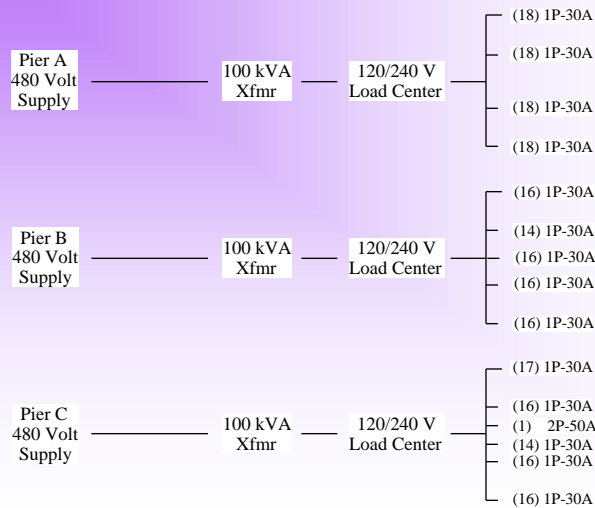 Pier A
480 Volt
Supply
100 kVA
Xfmr
120/240 V
Load Center
(18) 1P-30A
(18) 1P-30A
(18) 1P-30A
(18) 1P-30A
Pier B
480 Volt
Supply
100 kVA
Xfmr
120/240 V
Load Center
(16) 1P-30A
(14) 1P-30A
(16) 1P-30A
(16) 1P-30A
(16) 1P-30A
Pier C
480 Volt
Supply
100 kVA
Xfmr
120/240 V
Load Center
(17) 1P-30A
(16) 1P-30A
(1) 2P-50A
(14) 1P-30A
(16) 1P-30A
(16) 1P-30A